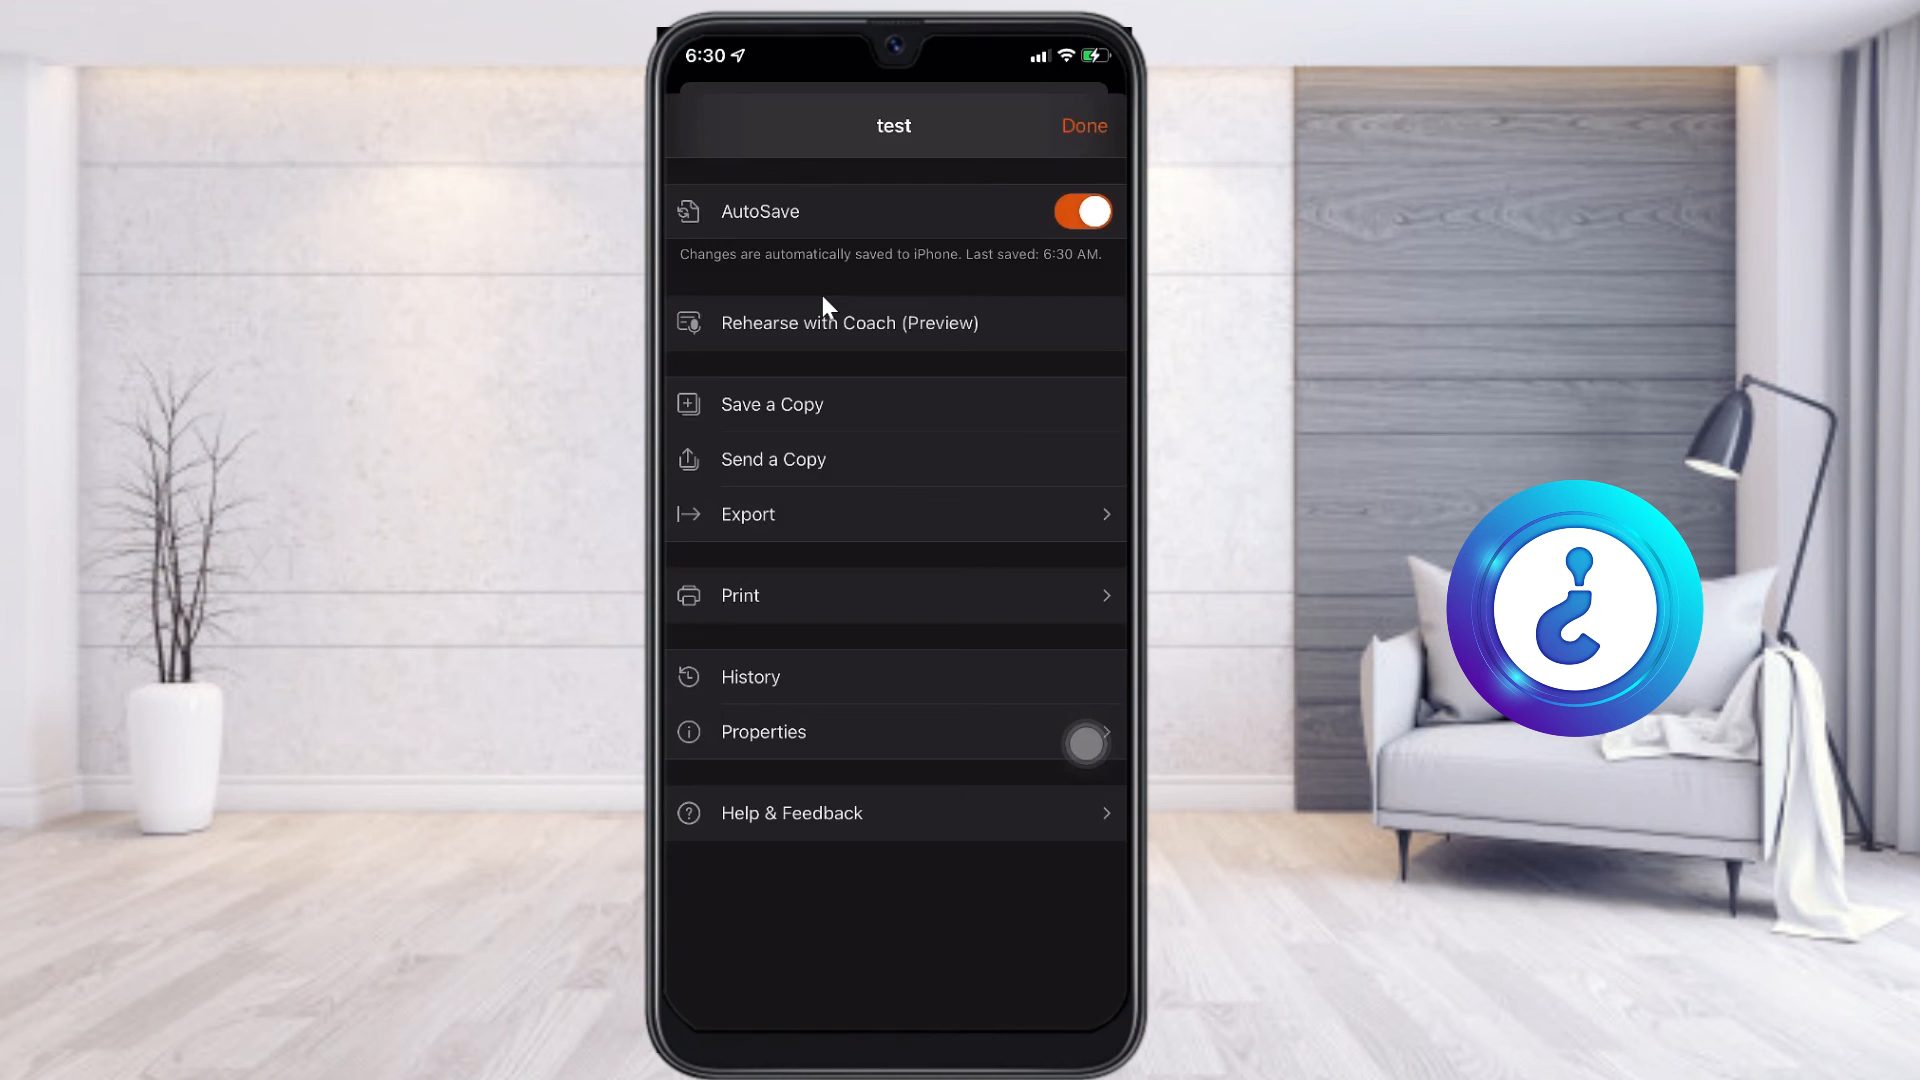 6:30
test
Done
AutoSave
Changes are automatically saved to iPhone. Last saved: 6:30 AM.
Rehearse with Coach (Preview)
Save a Copy
Send a Copy
Export
Print
History
Properties
Help & Feedback